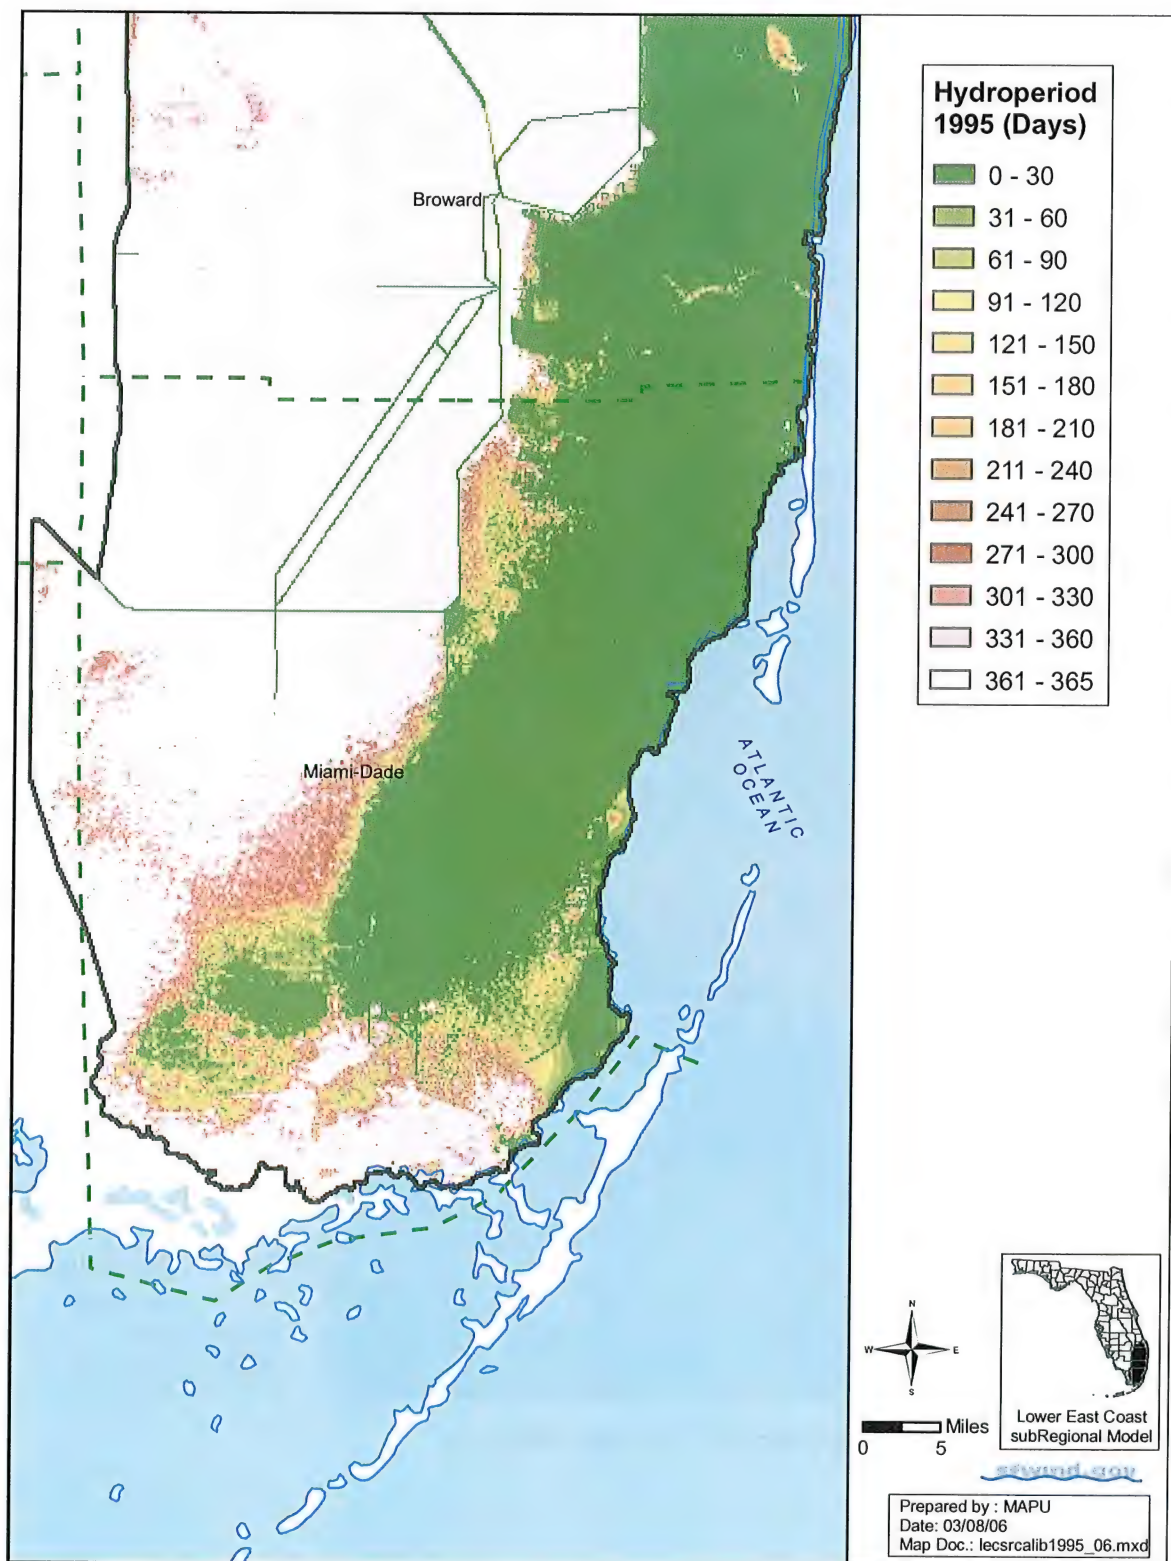 Hydroperiod
1995 (Days)
0 - 30
31 - 60
61 - 90
91 - 120
121 - 150
151 - 180
181 - 210
211 - 240
241 - 270
271 - 300
301 - 330
331 - 360
361 - 365
Broward
Miami-Dade
ATLANTIC
OCEAN
N
W
E
S
Miles
0 5
Lower East Coast
subRegional Model
sfwmd.gov
Prepared by : MAPU
Date: 03/08/06
Map Doc.: lecsrcalib1995_06.mxd